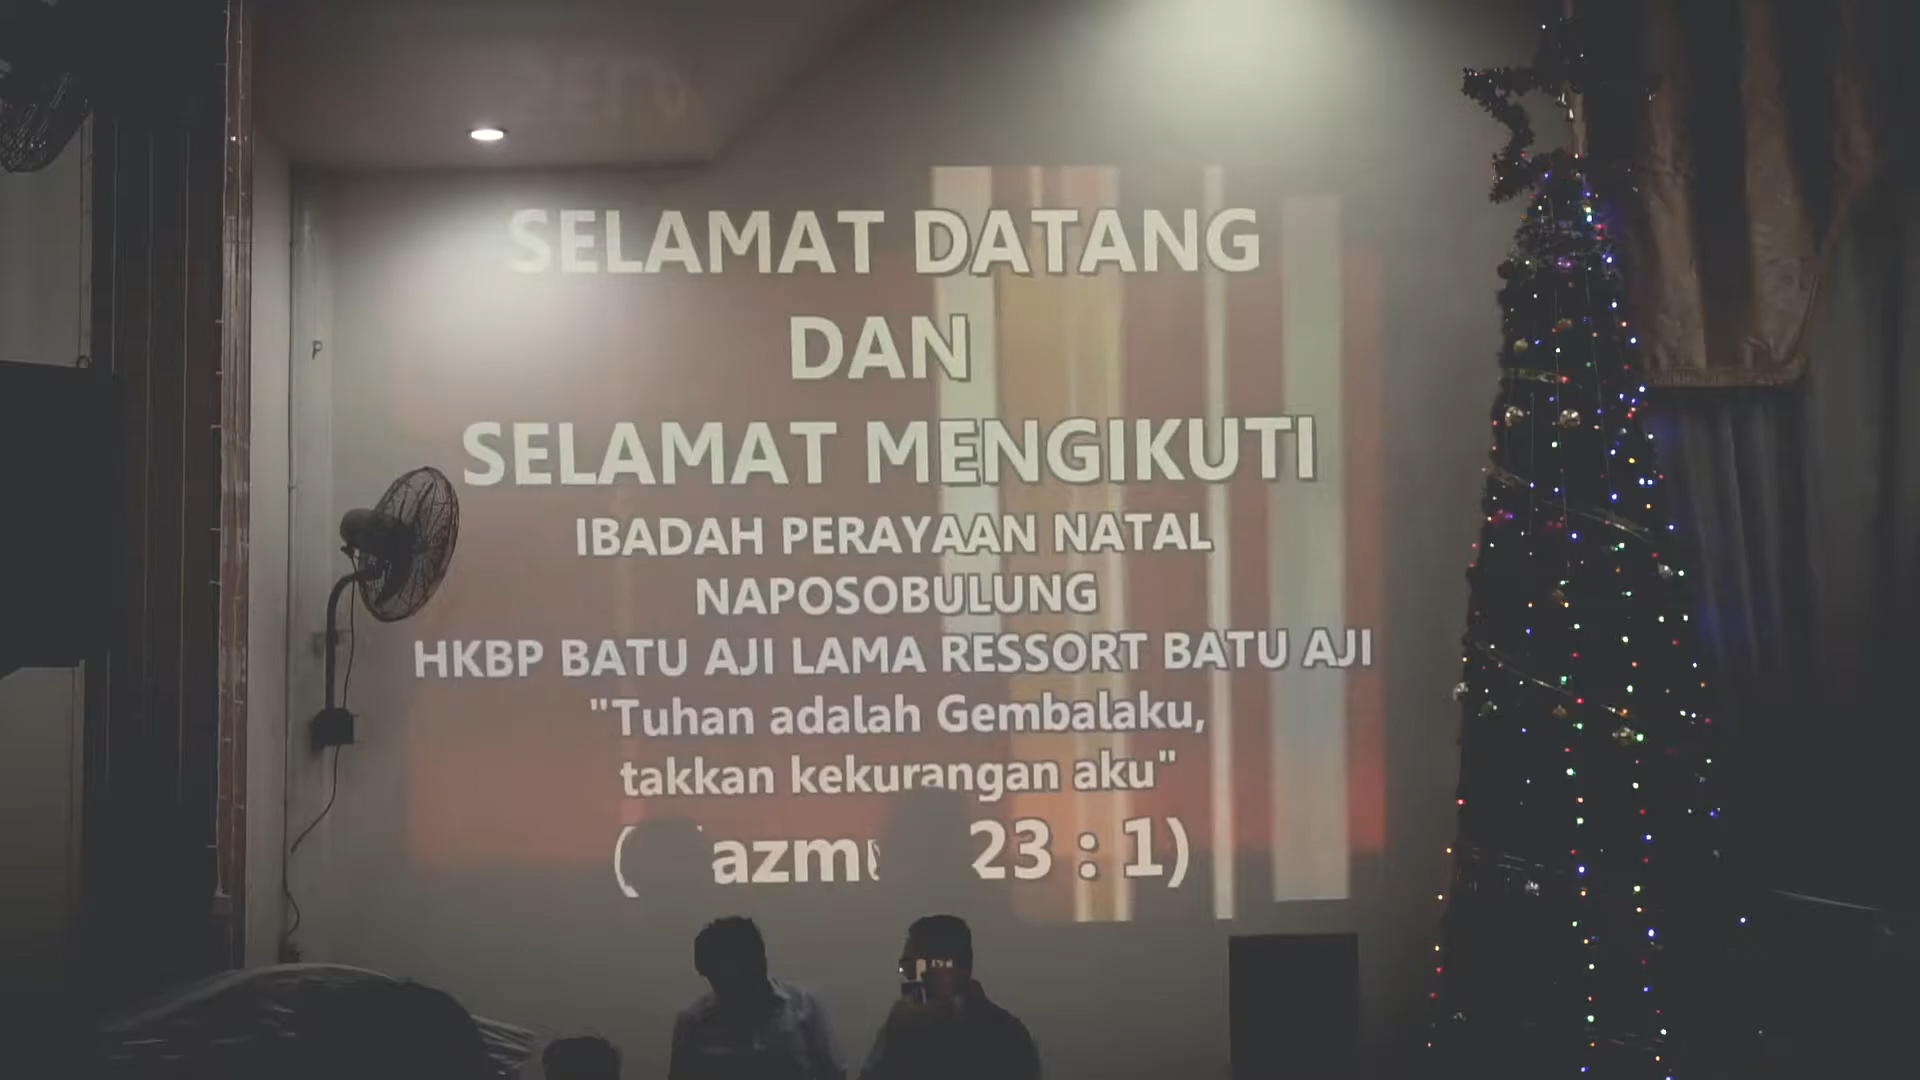 SELAMAT DATANG
DAN
SELAMAT MENGIKUTI
IBADAH PERAYAAN NATAL
NAPOSOBULUNG
HKBP BATU AJI LAMA RESSORT BATU AJI
"Tuhan adalah Gembalaku,
takkan kekurangan aku"
23 : 1)